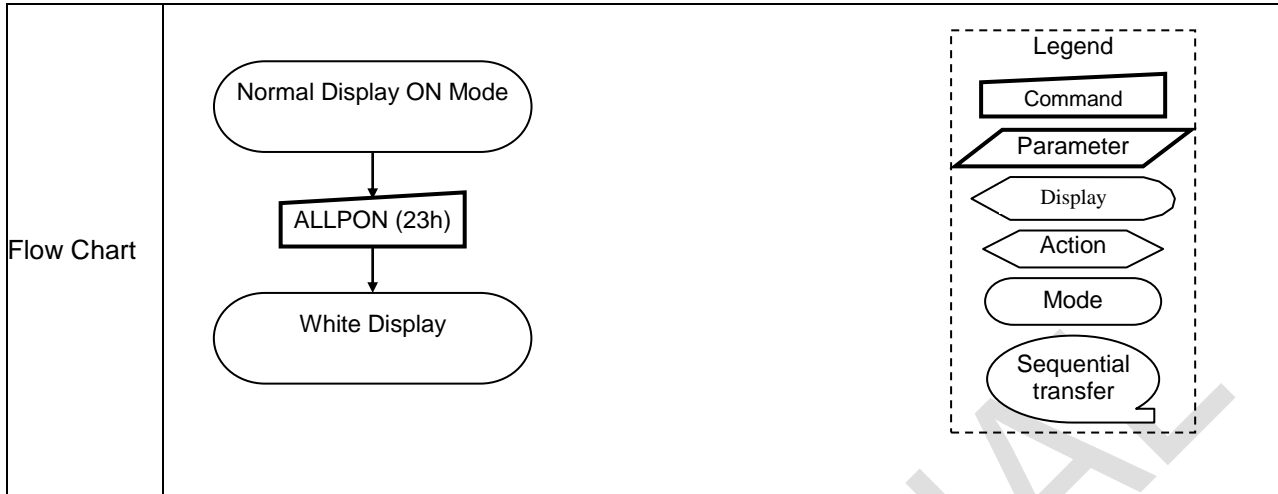 Flow Chart
Normal Display ON Mode
ALLPON (23h)
White Display
Legend
Command
Parameter
Display
Action
Mode
Sequential
transfer